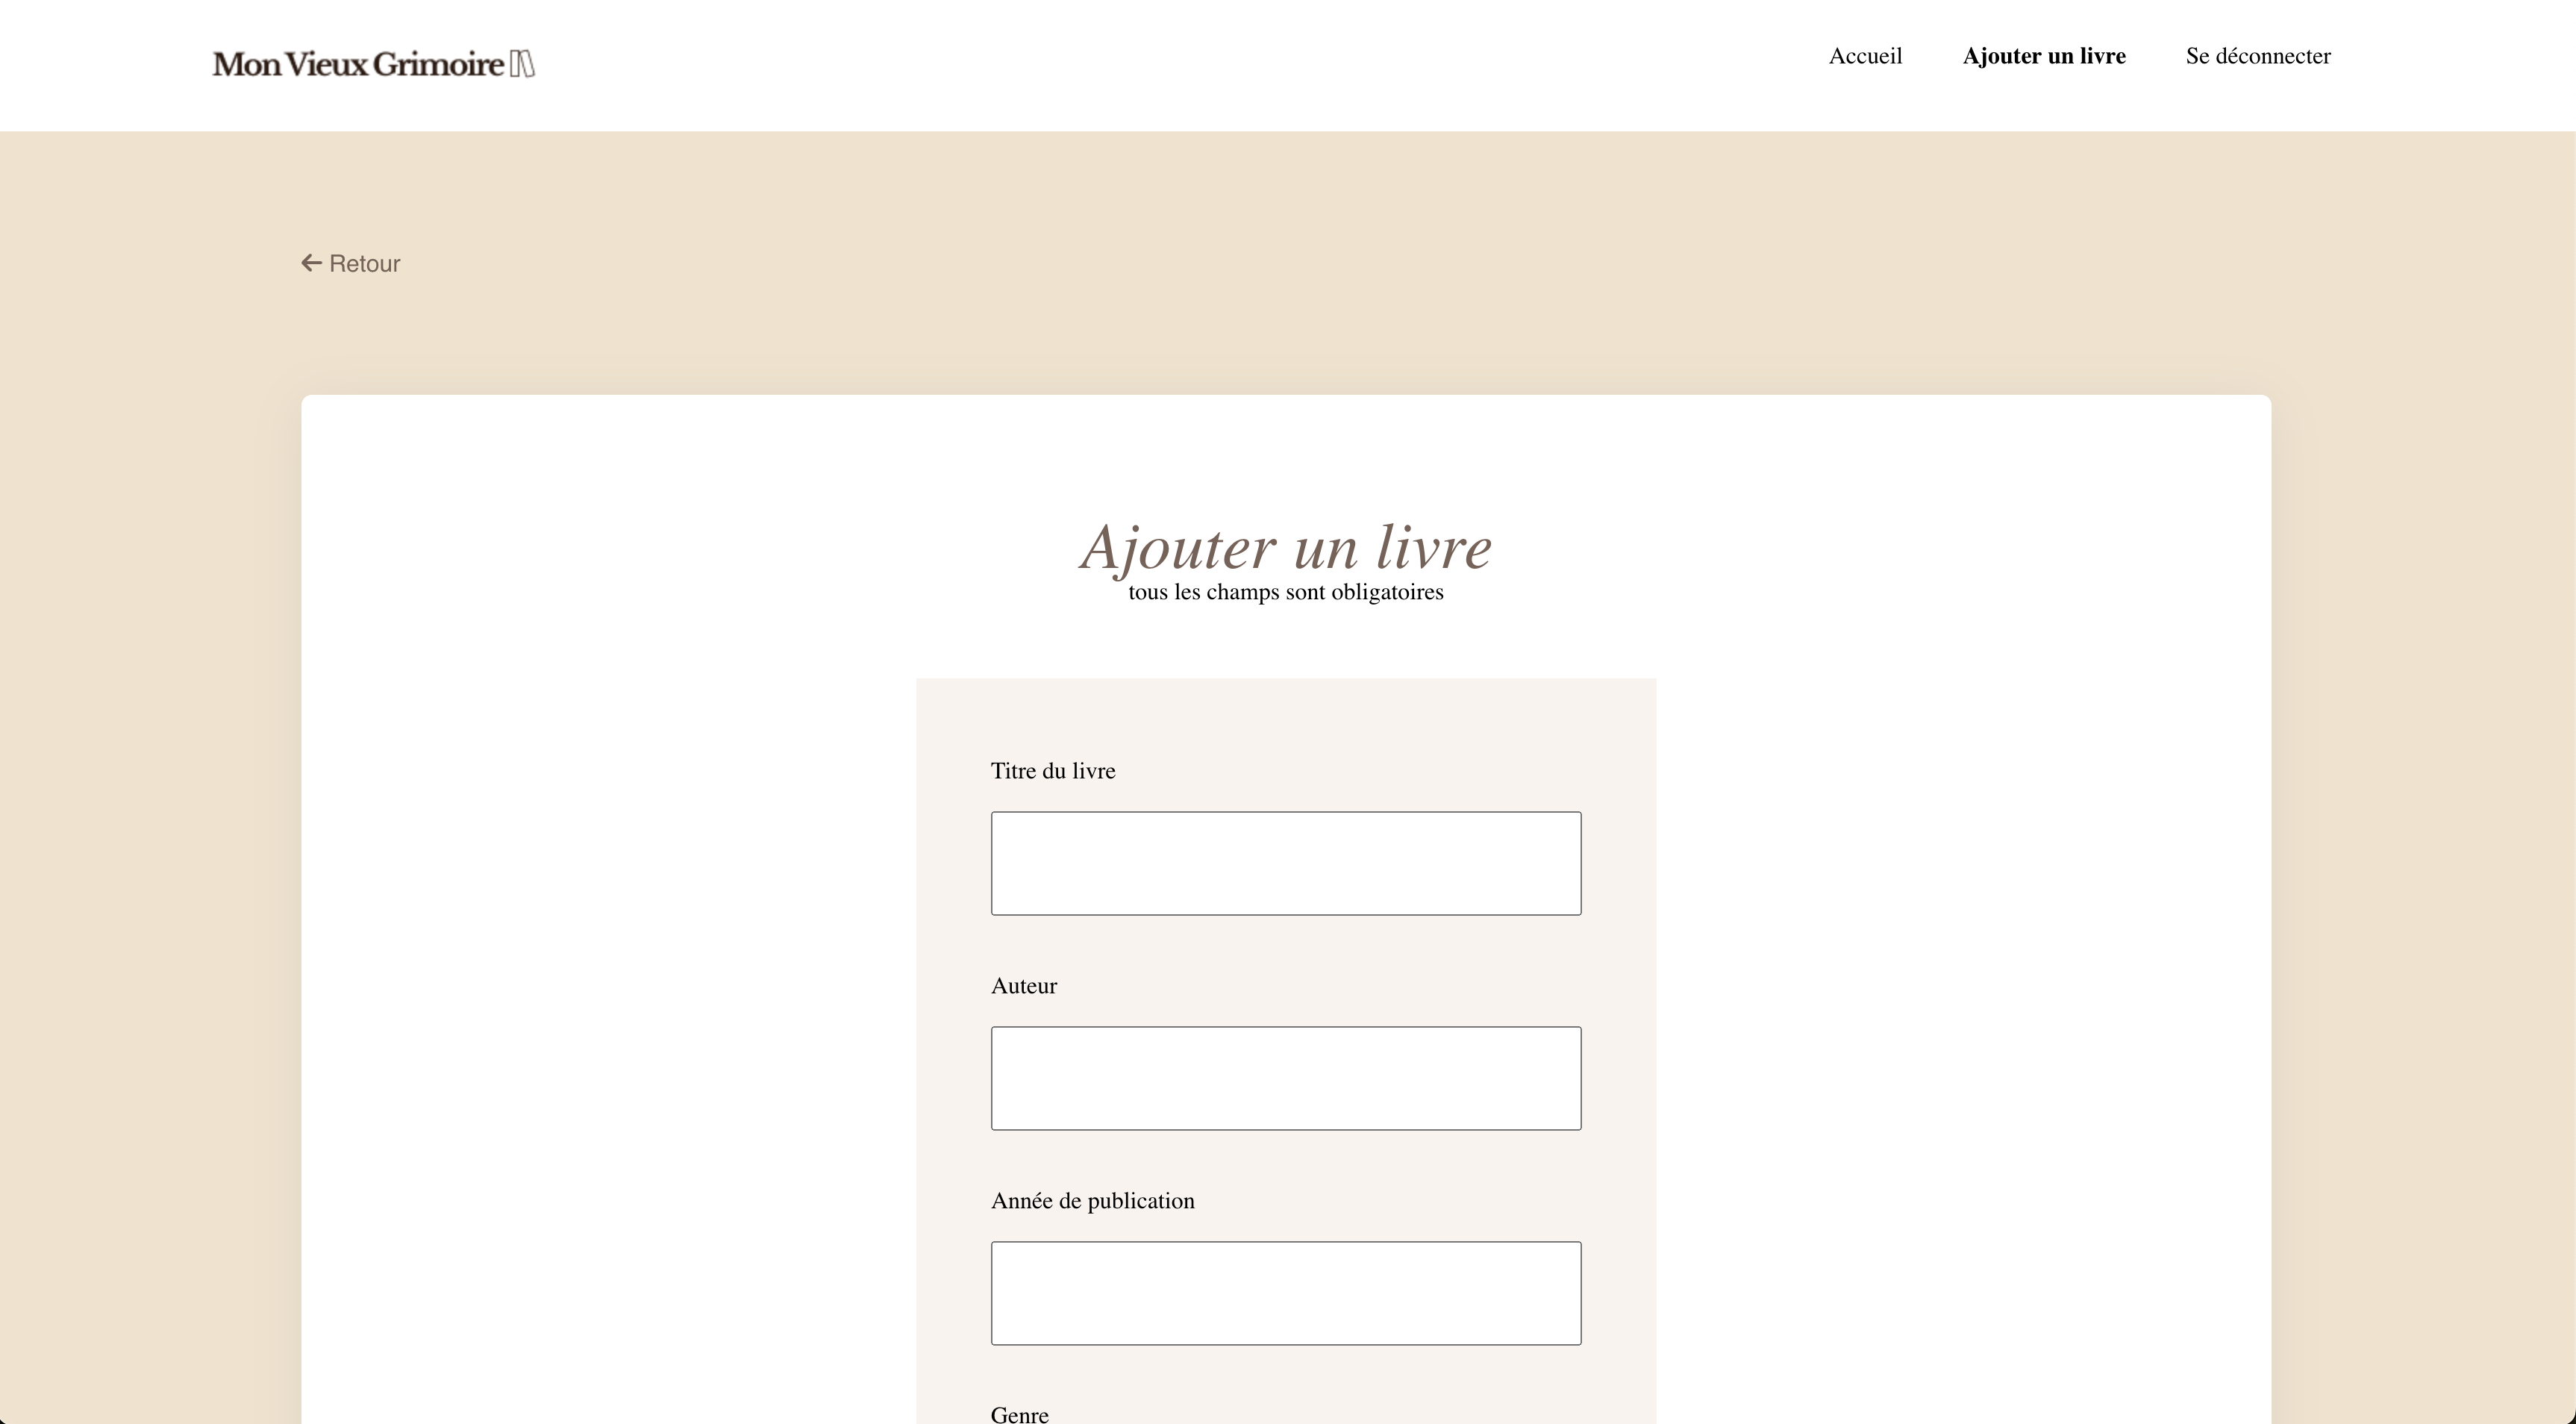 Mon Vieux Grimoire
Accueil
Ajouter un livre
Se déconnecter
Retour
Ajouter un livre
tous les champs sont obligatoires
Titre du livre
Auteur
Année de publication
Genre